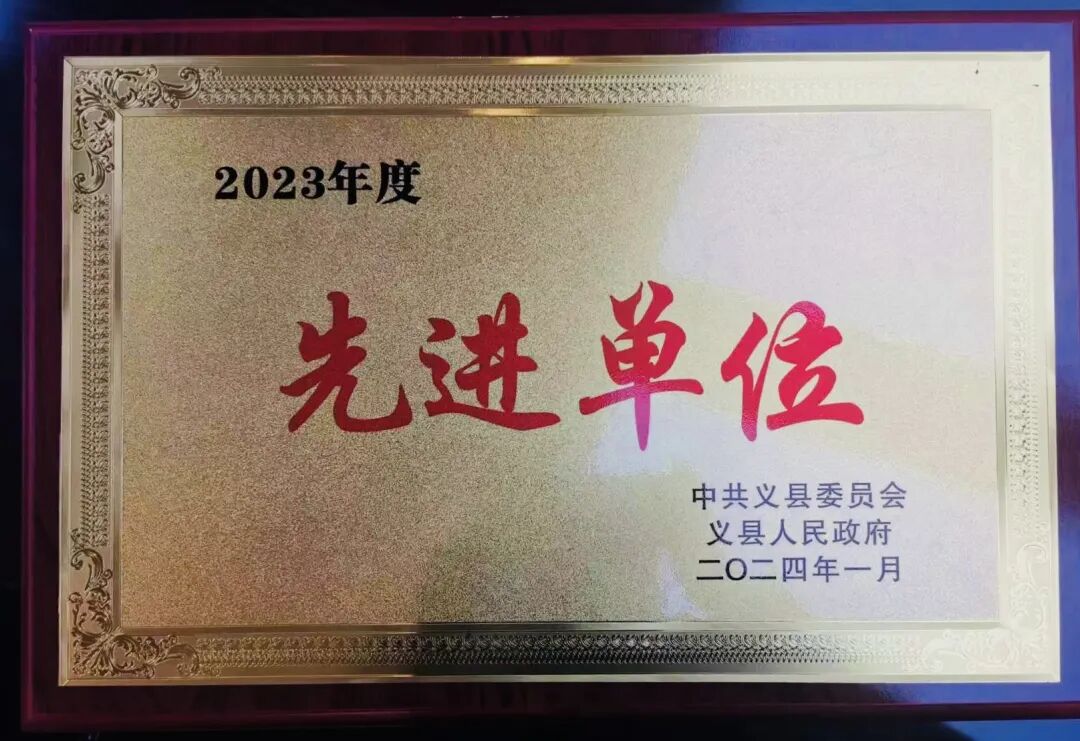 2023年度
先进单位
中共义县委员会
义县人民政府
二〇二四年一月